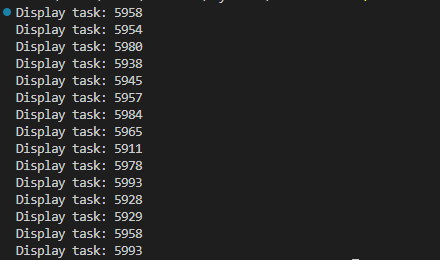 Display task: 5958
Display task: 5954
Display task: 5980
Display task: 5938
Display task: 5945
Display task: 5957
Display task: 5984
Display task: 5965
Display task: 5911
Display task: 5978
Display task: 5993
Display task: 5928
Display task: 5929
Display task: 5958
Display task: 5993